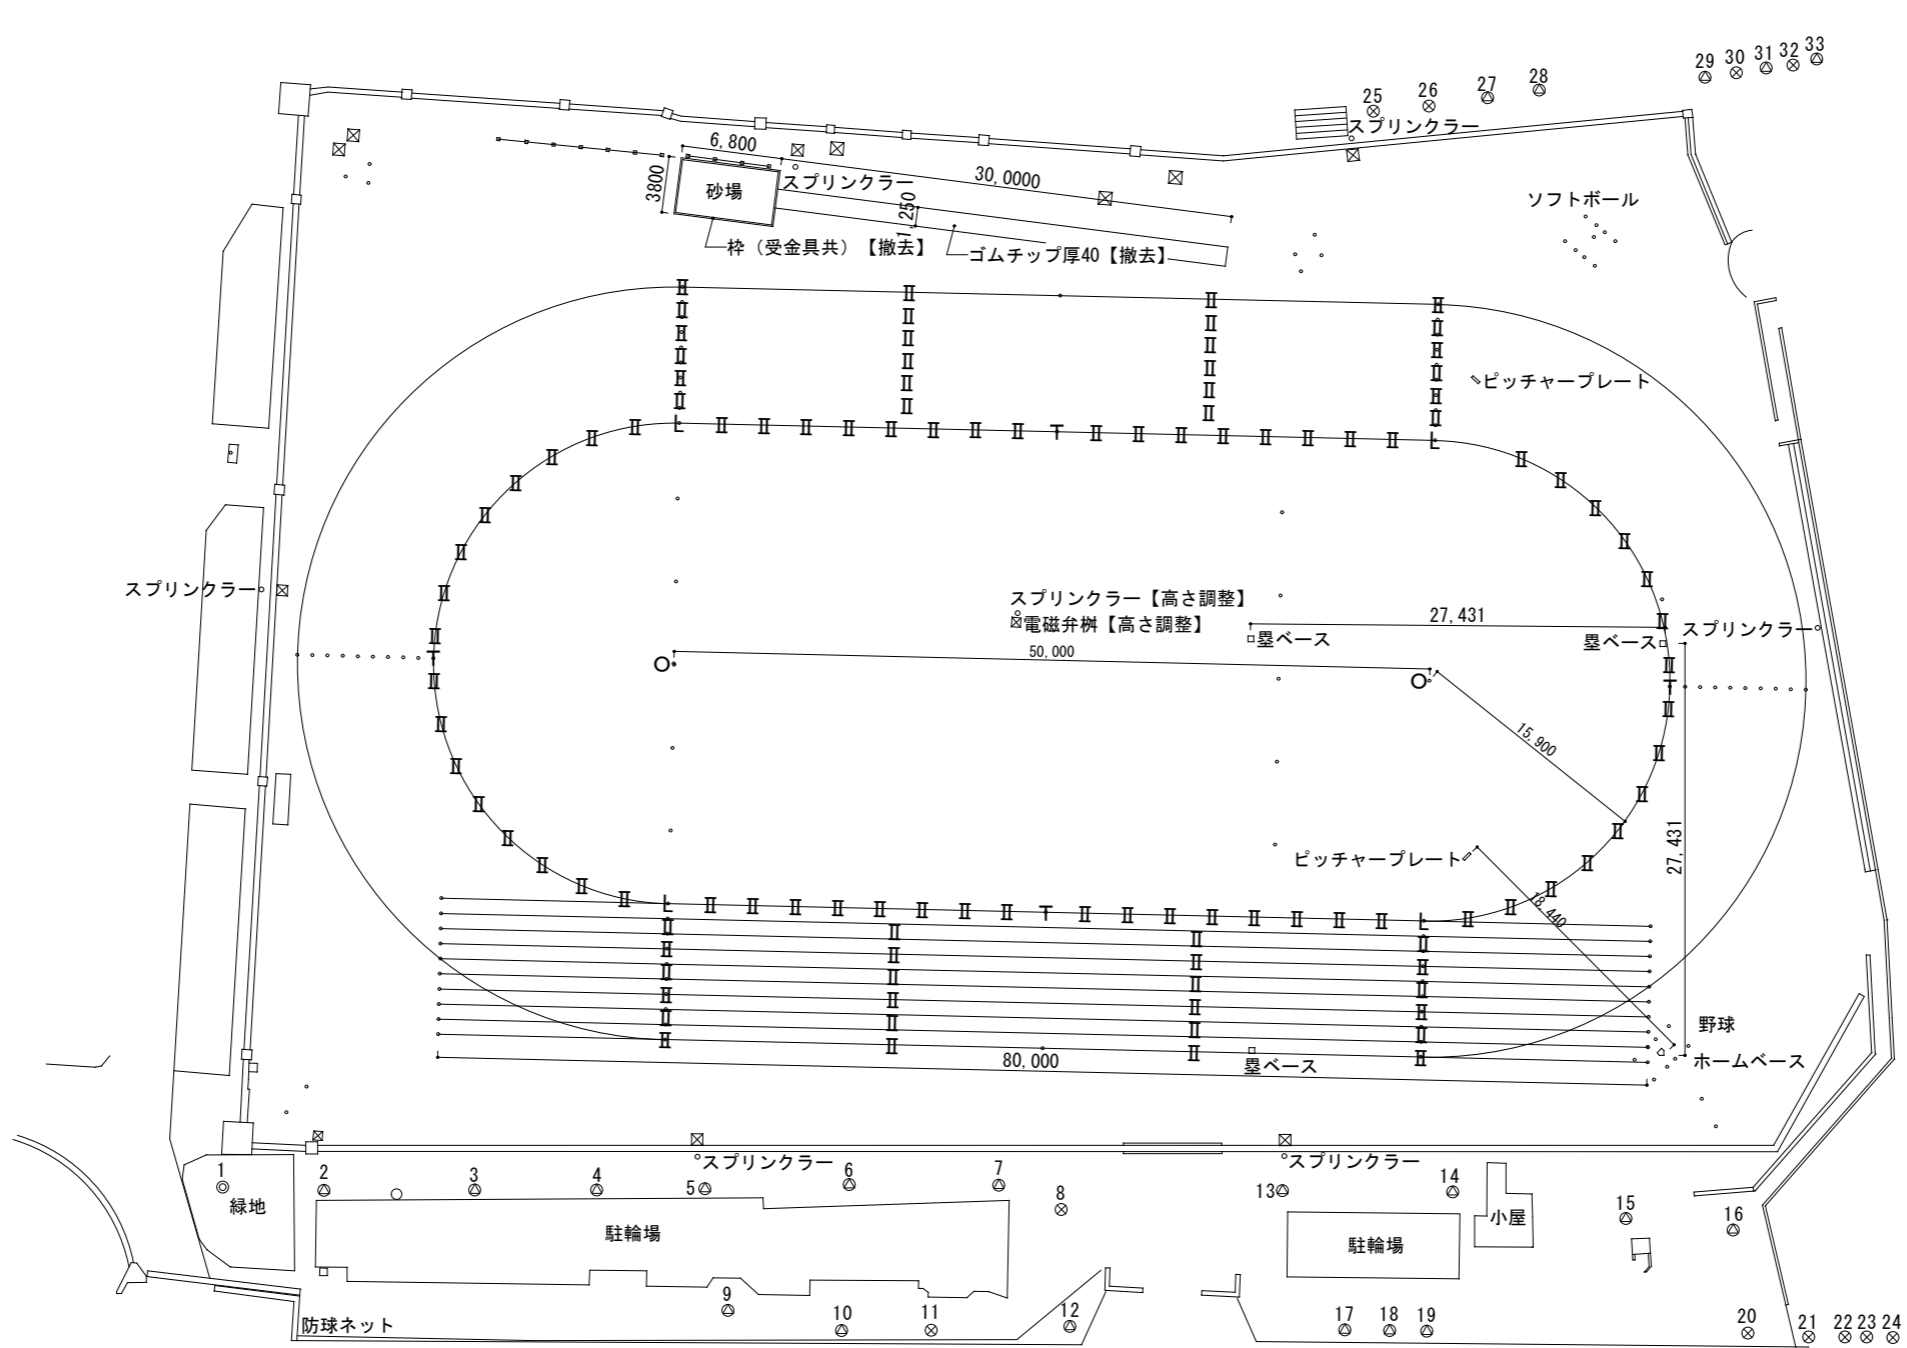 29 30 31 32 33
25 26 27 28
スプリンクラー
6,800
30,0000
3800
砂場
スプリンクラー
1,250
枠（受金具共）【撤去】
ゴムチップ厚40【撤去】
ソフトボール
ピッチャープレート
スプリンクラー
スプリンクラー【高さ調整】
電磁弁桝【高さ調整】
27,431
塁ベース
塁ベース
スプリンクラー
50,000
O
O
15,900
27,431
ピッチャープレート
18,440
野球
ホームベース
80,000
塁ベース
スプリンクラー
スプリンクラー
1 2 3 4 5 6 7 8
13 14 15 16
緑地
駐輪場
駐輪場
小屋
9 10 11 12
17 18 19 20 21 22 23 24
防球ネット